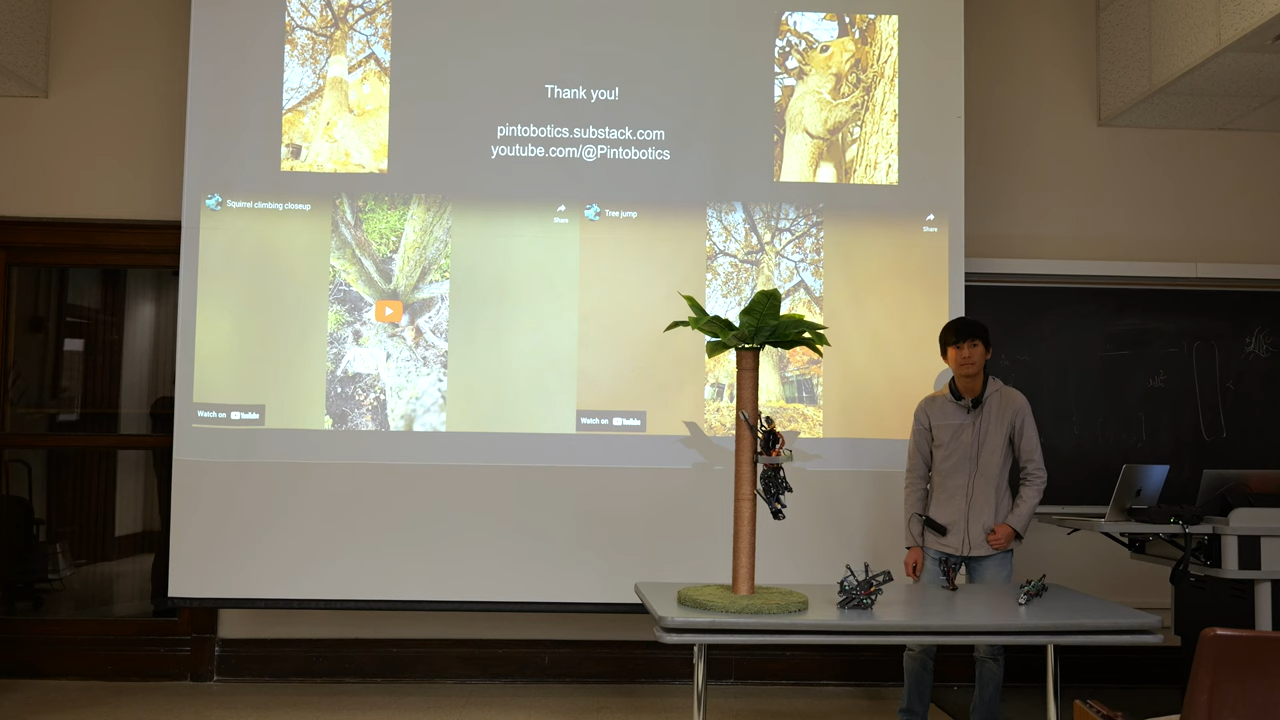 Thank you!
pintobotics.substack.com
youtube.com/@Pintobotics
Squirrel climbing closeup
Share
Tree jump
Share
Watch on YouTube
Watch on YouTube